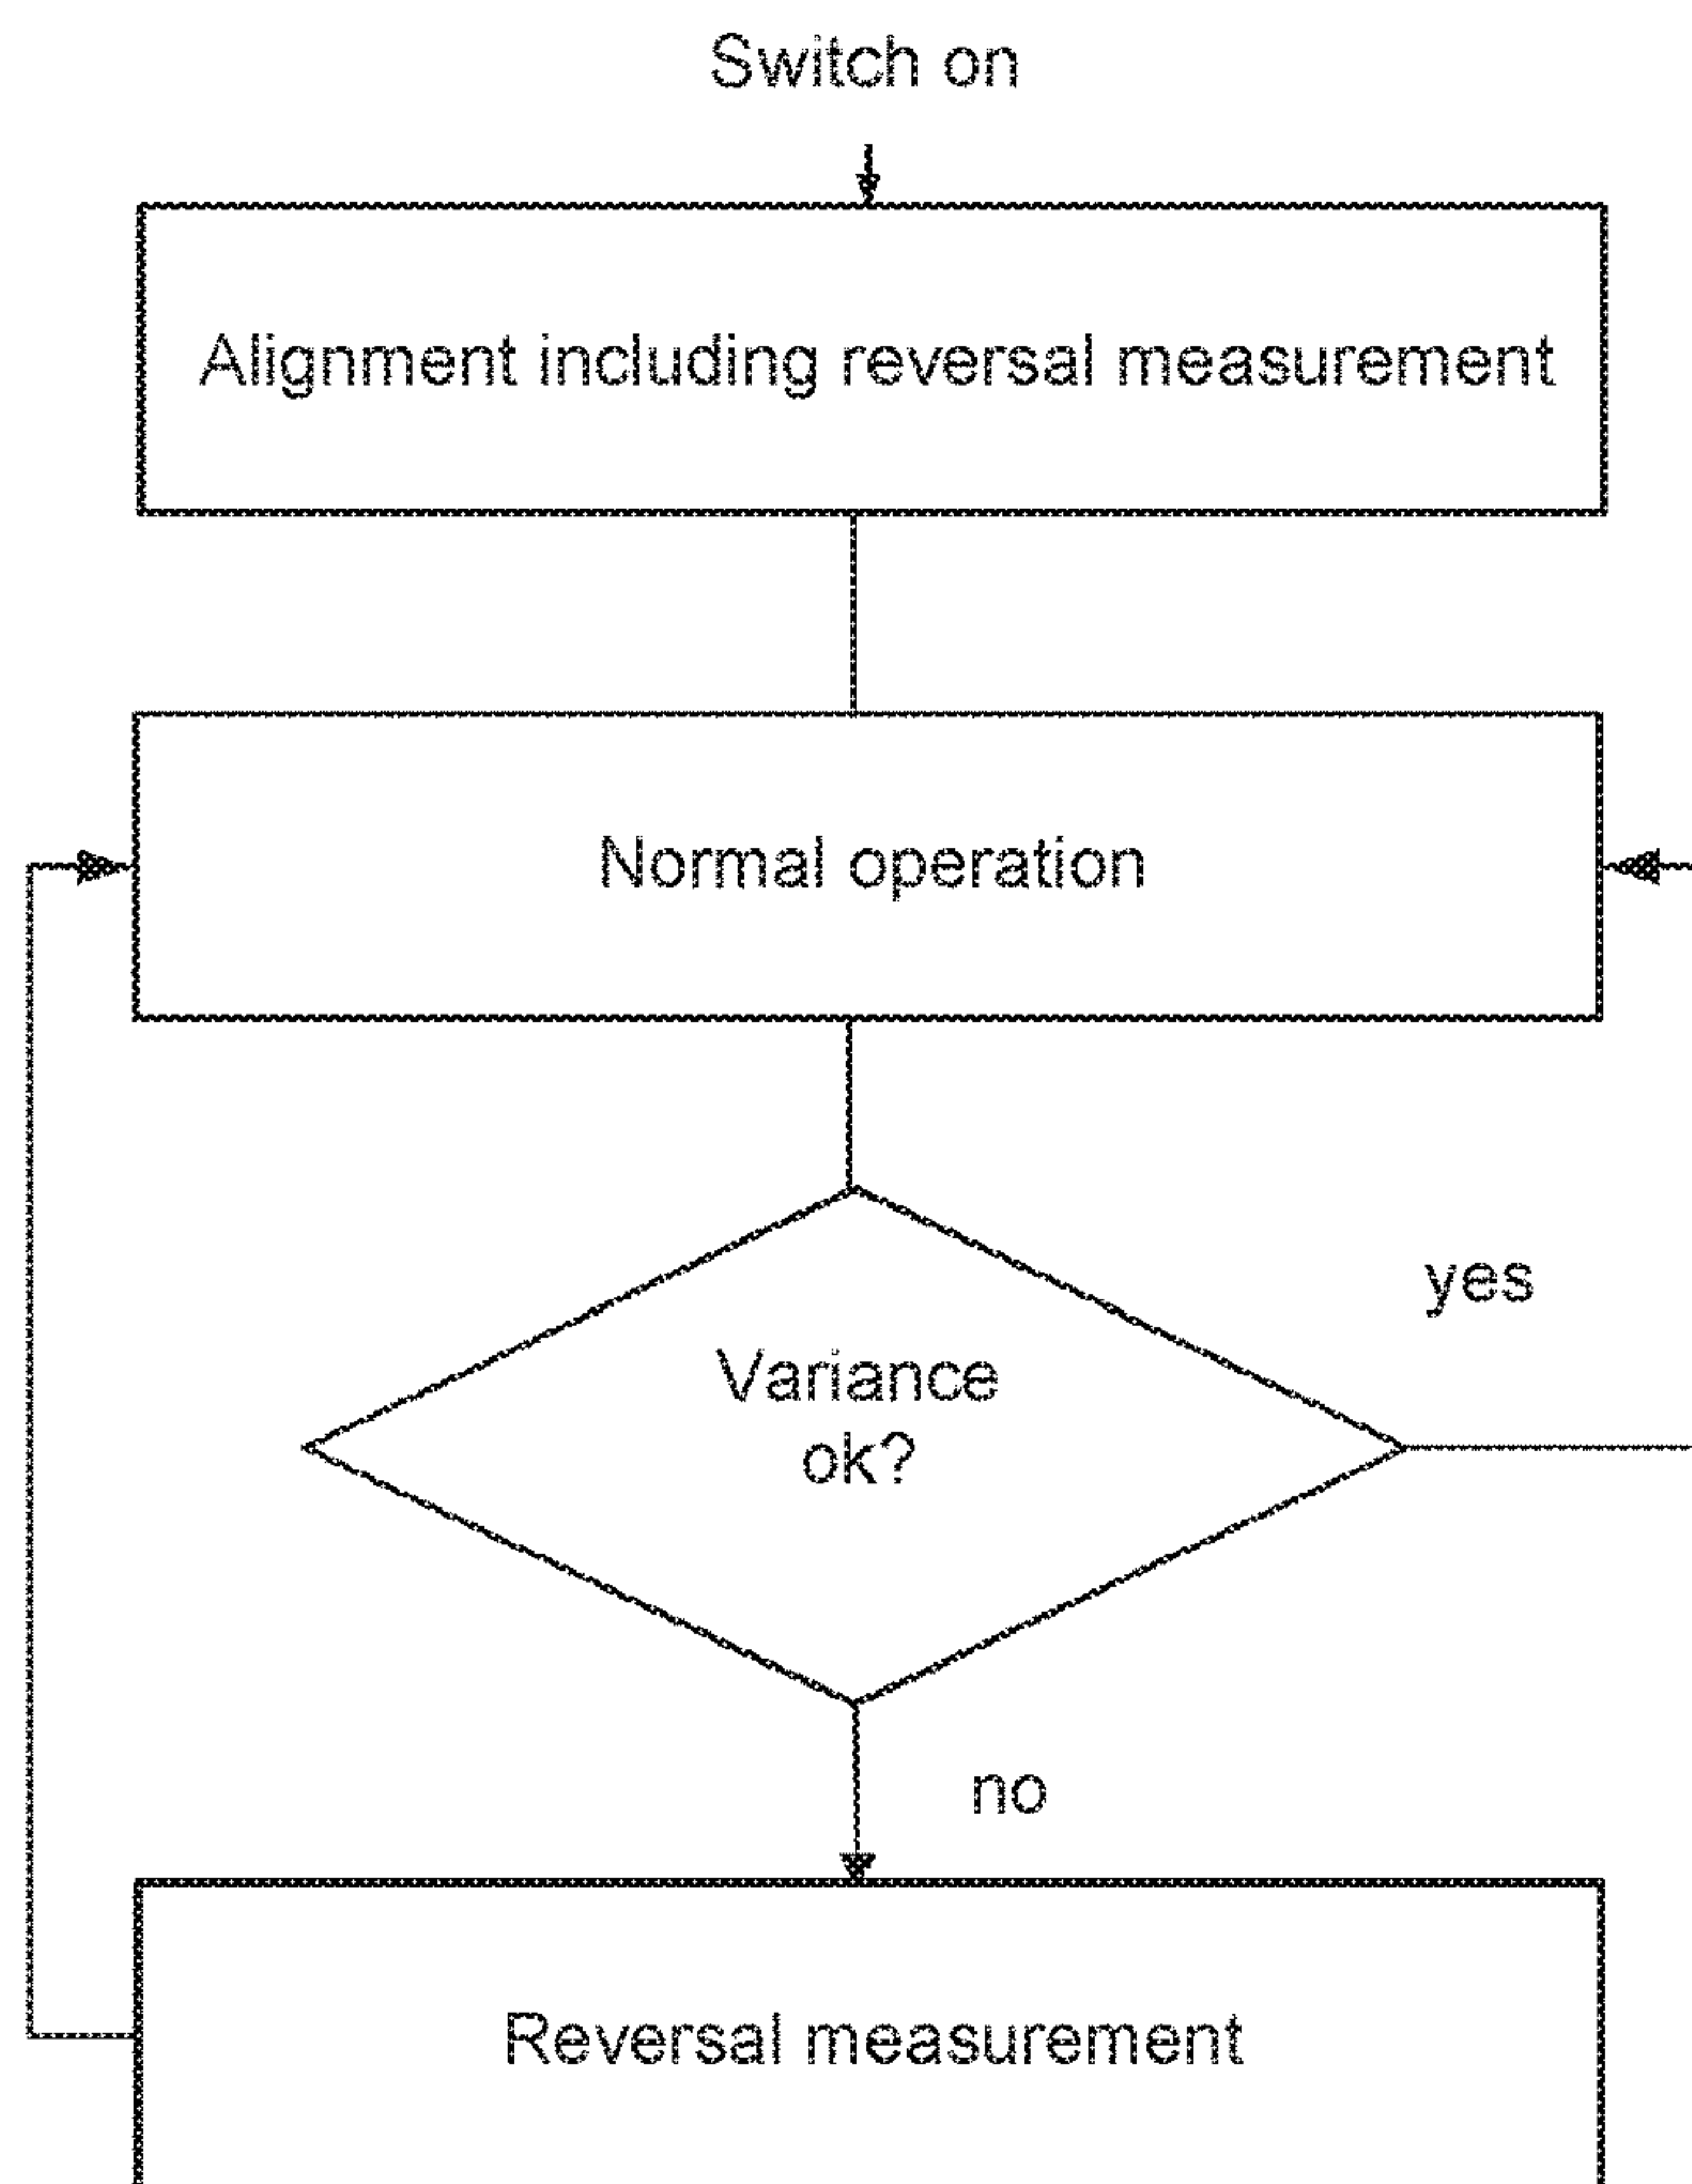 Switch on
Alignment including reversal measurement
Normal operation
yes
Variance
ok?
no
Reversal measurement